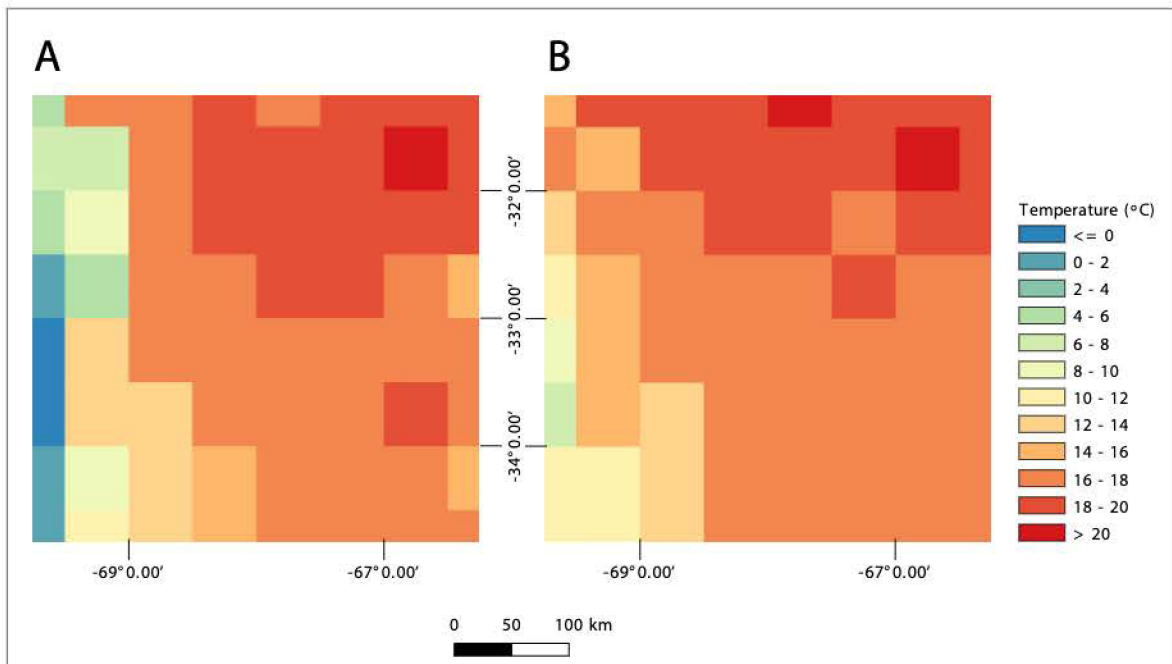 A
B
-32°0.00′
-33°0.00′
-34°0.00′
-69°0.00′
-67°0.00′
-69°0.00′
-67°0.00′
Temperature (ºC)
<= 0
0 - 2
2 - 4
4 - 6
6 - 8
8 - 10
10 - 12
12 - 14
14 - 16
16 - 18
18 - 20
> 20
0 50 100 km